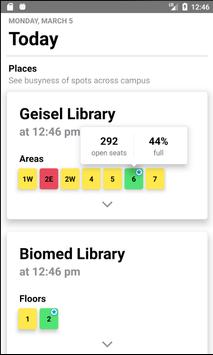 12:46
MONDAY, MARCH 5
Today
Places
See busyness of spots across campus
Geisel Library
at 12:46 pm
292 44%
open seats full
Areas
1W 2E 2W 4 5 6 7
Biomed Library
at 12:46 pm
Floors
1 2